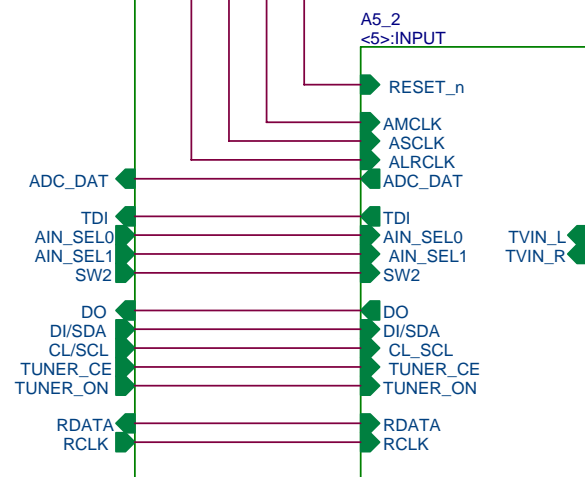 A5_2
<5>:INPUT
RESET_n
AMCLK
ASCLK
ALRCLK
ADC_DAT ADC_DAT
TDI TDI
AIN_SEL0 AIN_SEL0 TVIN_L
AIN_SEL1 AIN_SEL1 TVIN_R
SW2 SW2
DO DO
DI/SDA DI/SDA
CL/SCL CL_SCL
TUNER_CE TUNER_CE
TUNER_ON TUNER_ON
RDATA RDATA
RCLK RCLK